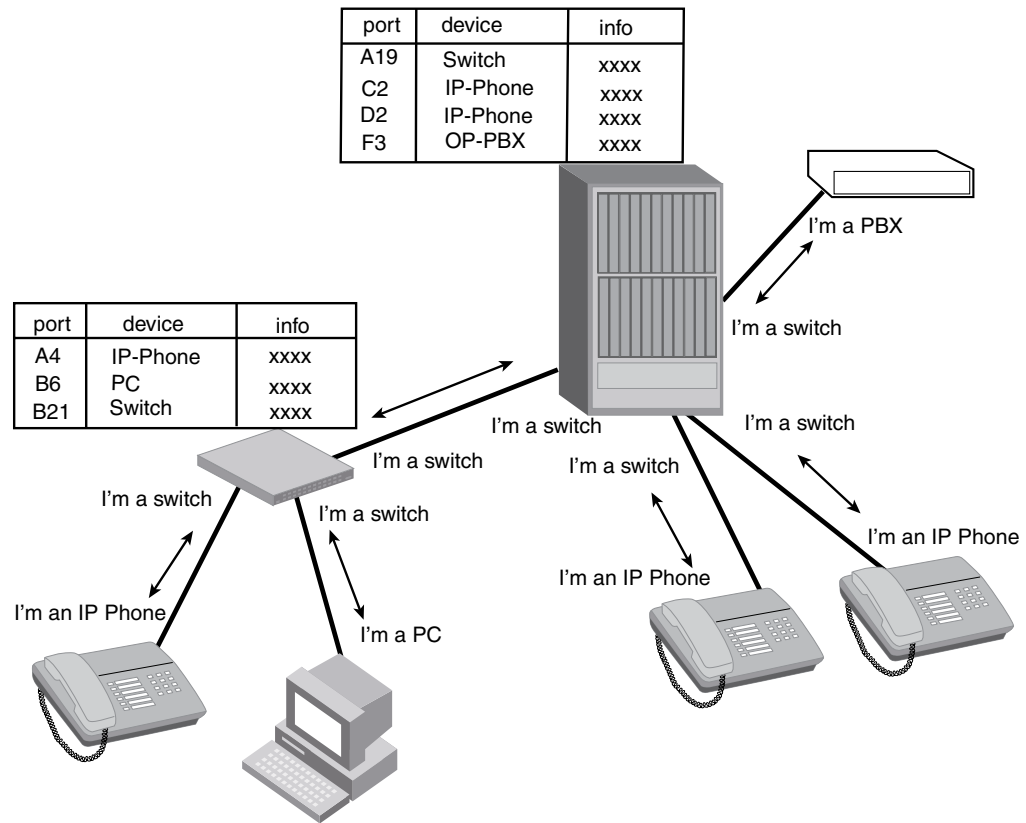 port device info
A19 Switch xxxx
C2 IP-Phone xxxx
D2 IP-Phone xxxx
F3 OP-PBX xxxx
I'm a PBX
I'm a switch
port device info
A4 IP-Phone xxxx
B6 PC xxxx
B21 Switch xxxx
I'm a switch
I'm a switch
I'm a switch
I'm a switch
I'm a switch
I'm a switch
I'm an IP Phone
I'm an IP Phone
I'm an IP Phone
I'm a PC